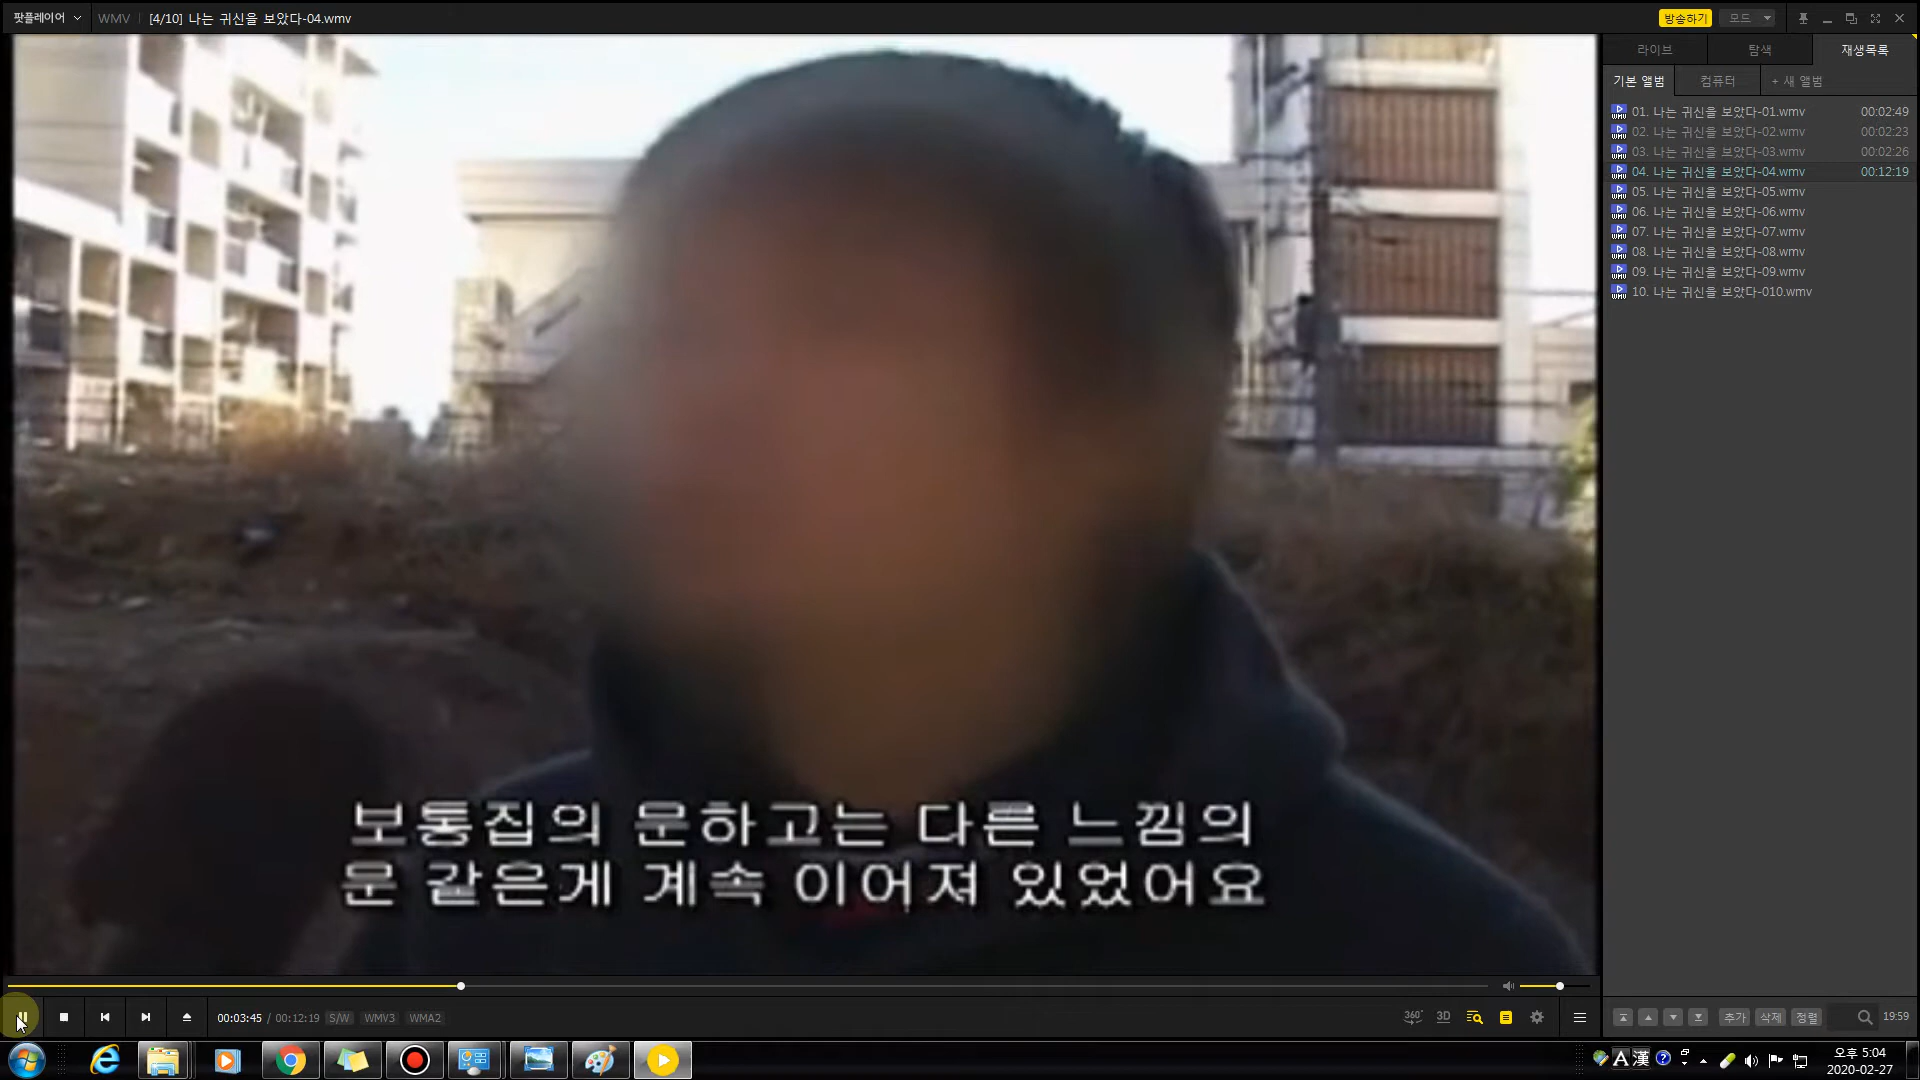 팟플레이어 WMV [4/10] 나는 귀신을 보았다-04.wmv
방송하기 모드
라이브 탐색 재생목록
기본 앨범 컴퓨터 + 새 앨범
01. 나는 귀신을 보았다-01.wmv 00:02:49
02. 나는 귀신을 보았다-02.wmv 00:02:23
03. 나는 귀신을 보았다-03.wmv 00:02:26
04. 나는 귀신을 보았다-04.wmv 00:12:19
05. 나는 귀신을 보았다-05.wmv
06. 나는 귀신을 보았다-06.wmv
07. 나는 귀신을 보았다-07.wmv
08. 나는 귀신을 보았다-08.wmv
09. 나는 귀신을 보았다-09.wmv
10. 나는 귀신을 보았다-010.wmv
보통집의 문하고는 다른 느낌의
문 같은게 계속 이어져 있었어요
00:03:45 / 00:12:19 S/W WMV3 WMA2
360° 3D
추가 삭제 정렬 19:59
A 漢
오후 5:04
2020-02-27